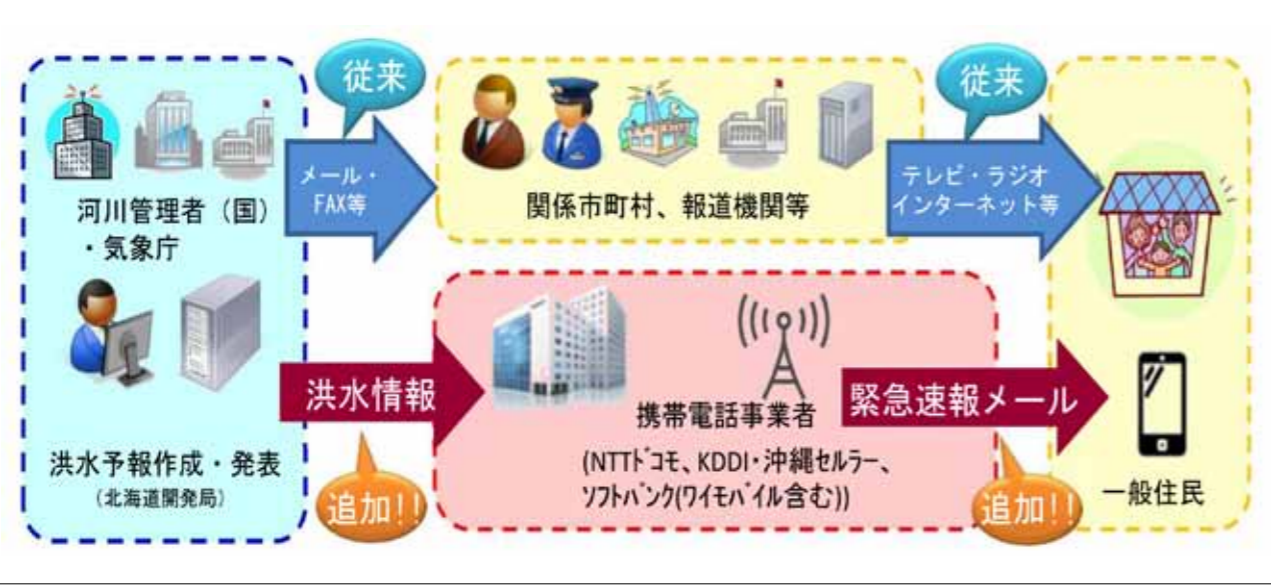 従来
従来
メール・
FAX等
テレビ・ラジオ
インターネット等
河川管理者（国）
・気象庁
関係市町村、報道機関等
洪水情報
携帯電話事業者
(NTTドコモ、KDDI・沖縄セルラー、
ソフトバンク(ワイモバイル含む))
緊急速報メール
洪水予報作成・発表
（北海道開発局）
追加!!
追加!!
一般住民